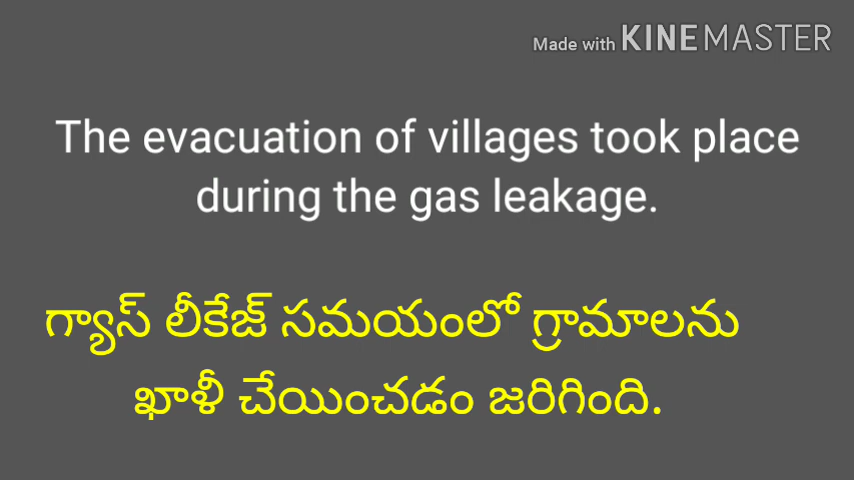 Made with KINEMASTER
The evacuation of villages took place
during the gas leakage.
గ్యాస్ లీకేజ్ సమయంలో గ్రామాలను
ఖాళీ చేయించడం జరిగింది.